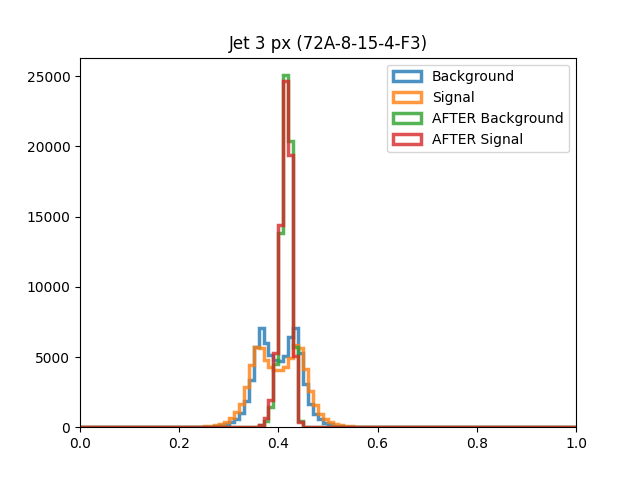 Jet 3 px (72A-8-15-4-F3)
25000
20000
15000
10000
5000
0
0.0 0.2 0.4 0.6 0.8 1.0
Background
Signal
AFTER Background
AFTER Signal